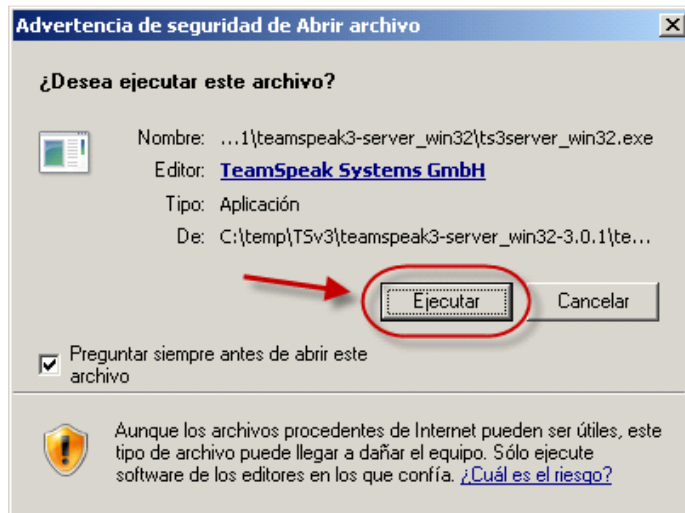 Advertencia de seguridad de Abrir archivo
¿Desea ejecutar este archivo?
Nombre: ...1\teamspeak3-server_win32\ts3server_win32.exe
Editor: TeamSpeak Systems GmbH
Tipo: Aplicación
De: C:\temp\TSv3\teamspeak3-server_win32-3.0.1\te...
Ejecutar Cancelar
Preguntar siempre antes de abrir este
archivo
Aunque los archivos procedentes de Internet pueden ser útiles, este
tipo de archivo puede llegar a dañar el equipo. Sólo ejecute
software de los editores en los que confía. ¿Cuál es el riesgo?